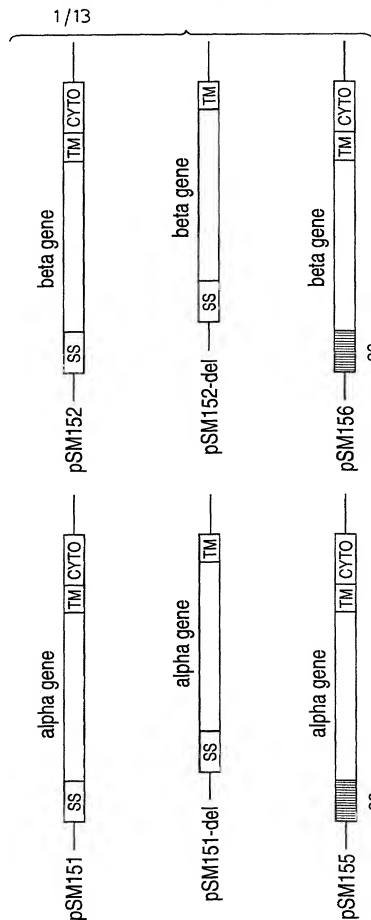 1/13
alpha gene
pSM151 SS TM CYTO
beta gene
pSM152 SS TM CYTO
alpha gene
pSM151-del SS TM
beta gene
pSM152-del SS TM
alpha gene
pSM155 TM CYTO
beta gene
pSM156 TM CYTO